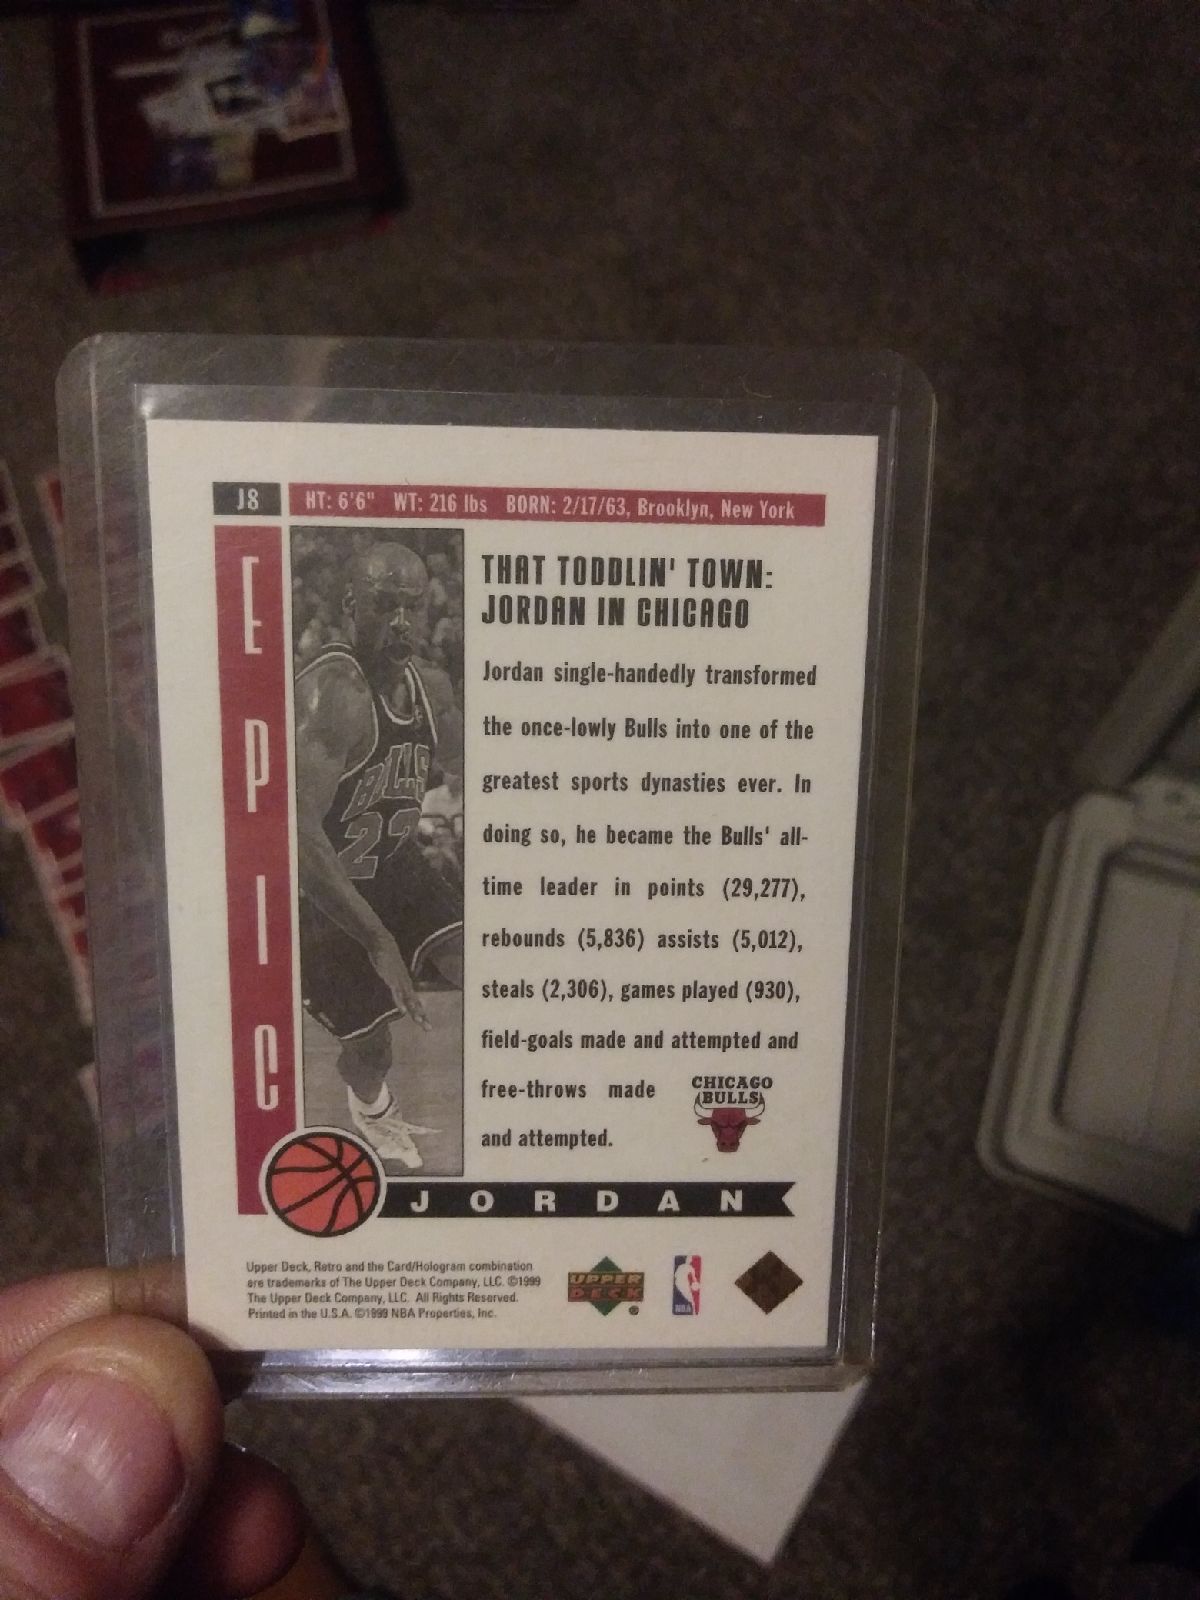 J8
HT: 6'6" WT: 216 lbs BORN: 2/17/63, Brooklyn, New York
EPIC
BULLS
23
THAT TODDLIN' TOWN:
JORDAN IN CHICAGO
Jordan single-handedly transformed
the once-lowly Bulls into one of the
greatest sports dynasties ever. In
doing so, he became the Bulls' all-
time leader in points (29,277),
rebounds (5,836) assists (5,012),
steals (2,306), games played (930),
field-goals made and attempted and
free-throws made
and attempted.
CHICAGO
BULLS
JORDAN
Upper Deck, Retro and the Card/Hologram combination
are trademarks of The Upper Deck Company, LLC. ©1999
The Upper Deck Company, LLC. All Rights Reserved.
Printed in the U.S.A. ©1999 NBA Properties, Inc.
UPPER
DECK
®
NBA